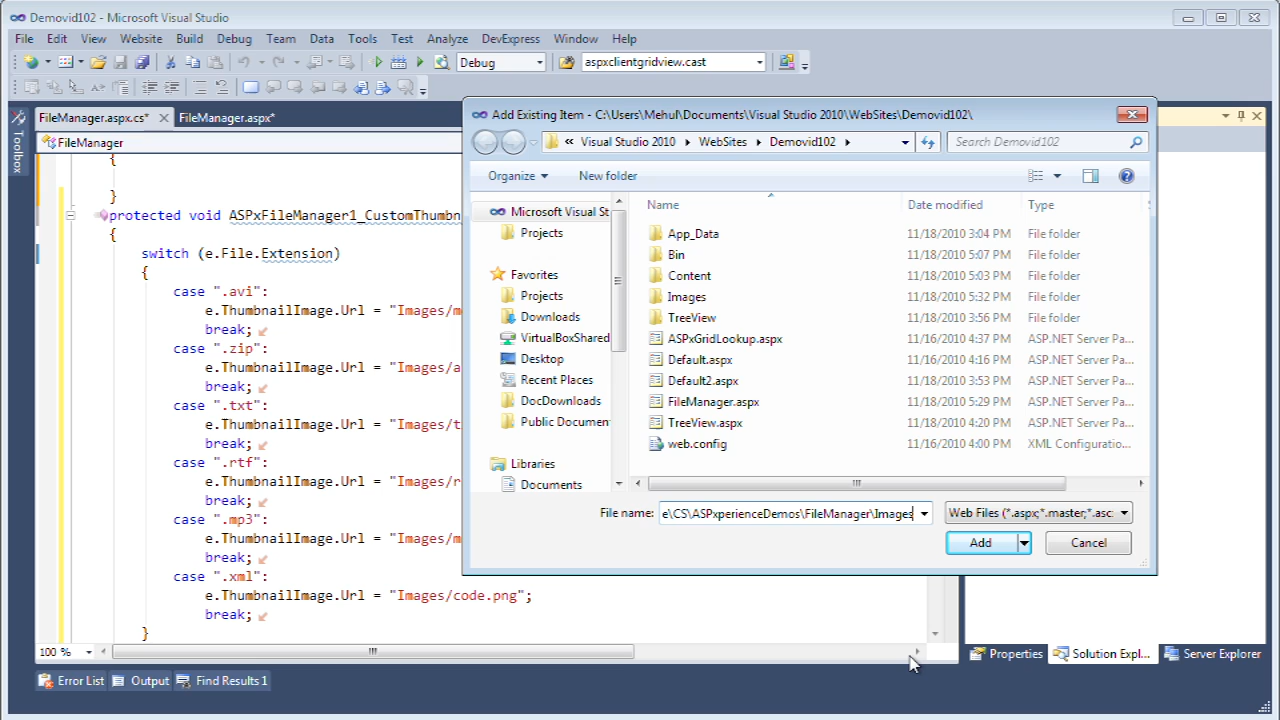 Demovid102 - Microsoft Visual Studio
File Edit View Website Build Debug Team Data Tools Test Analyze DevExpress Window Help
Debug aspxclientgridview.cast
FileManager.aspx.cs* FileManager.aspx*
Toolbox
FileManager
{
}
protected void ASPxFileManager1_CustomThumbn
{
switch (e.File.Extension)
{
case ".avi":
e.ThumbnailImage.Url = "Images/m
break;
case ".zip":
e.ThumbnailImage.Url = "Images/a
break;
case ".txt":
e.ThumbnailImage.Url = "Images/t
break;
case ".rtf":
e.ThumbnailImage.Url = "Images/r
break;
case ".mp3":
e.ThumbnailImage.Url = "Images/m
break;
case ".xml":
e.ThumbnailImage.Url = "Images/code.png";
break;
}
100 %
Error List Output Find Results 1
Add Existing Item - C:\Users\Mehul\Documents\Visual Studio 2010\WebSites\Demovid102\
« Visual Studio 2010 WebSites Demovid102 Search Demovid102
Organize New folder
Microsoft Visual St
Projects
Favorites
Projects
Downloads
VirtualBoxShared
Desktop
Recent Places
DocDownloads
Public Documen
Libraries
Documents
Name Date modified Type
App_Data 11/18/2010 3:04 PM File folder
Bin 11/18/2010 5:07 PM File folder
Content 11/18/2010 5:03 PM File folder
Images 11/18/2010 5:32 PM File folder
TreeView 11/18/2010 3:56 PM File folder
ASPxGridLookup.aspx 11/16/2010 4:37 PM ASP.NET Server Pa...
Default.aspx 11/16/2010 4:16 PM ASP.NET Server Pa...
Default2.aspx 11/18/2010 3:53 PM ASP.NET Server Pa...
FileManager.aspx 11/18/2010 5:29 PM ASP.NET Server Pa...
TreeView.aspx 11/18/2010 4:20 PM ASP.NET Server Pa...
web.config 11/16/2010 4:00 PM XML Configuratio...
File name: e\CS\ASPxperienceDemos\FileManager\Images Web Files (*.aspx;*.master;*.asc:
Add Cancel
Properties Solution Expl... Server Explorer